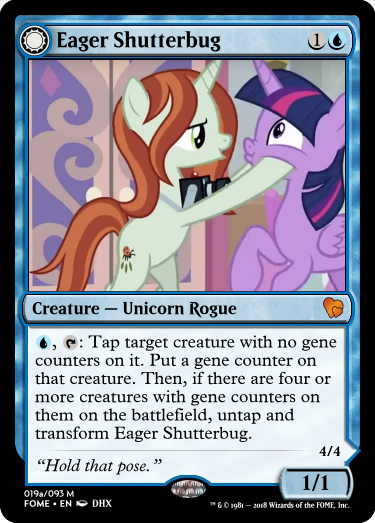 Eager Shutterbug 1
Creature — Unicorn Rogue
, : Tap target creature with no gene
counters on it. Put a gene counter on
that creature. Then, if there are four or
more creatures with gene counters on
them on the battlefield, untap and
transform Eager Shutterbug.
4/4
“Hold that pose.”
1/1
019a/093 M
FOME • EN DHX
™ & © 1981 — 2018 Wizards of the FOME, Inc.